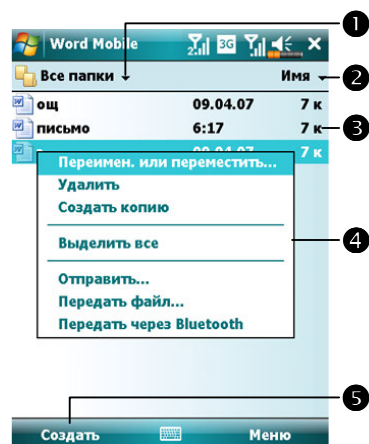 1
Word Mobile 2 3G
Все папки Имя
2
ощ 09.04.07 7 к
письмо 6:17 7 к
3
7 к
Переимен. или переместить...
Удалить
Создать копию
Выделить все
4
Отправить...
Передать файл...
Передать через Bluetooth
5
Создать Меню